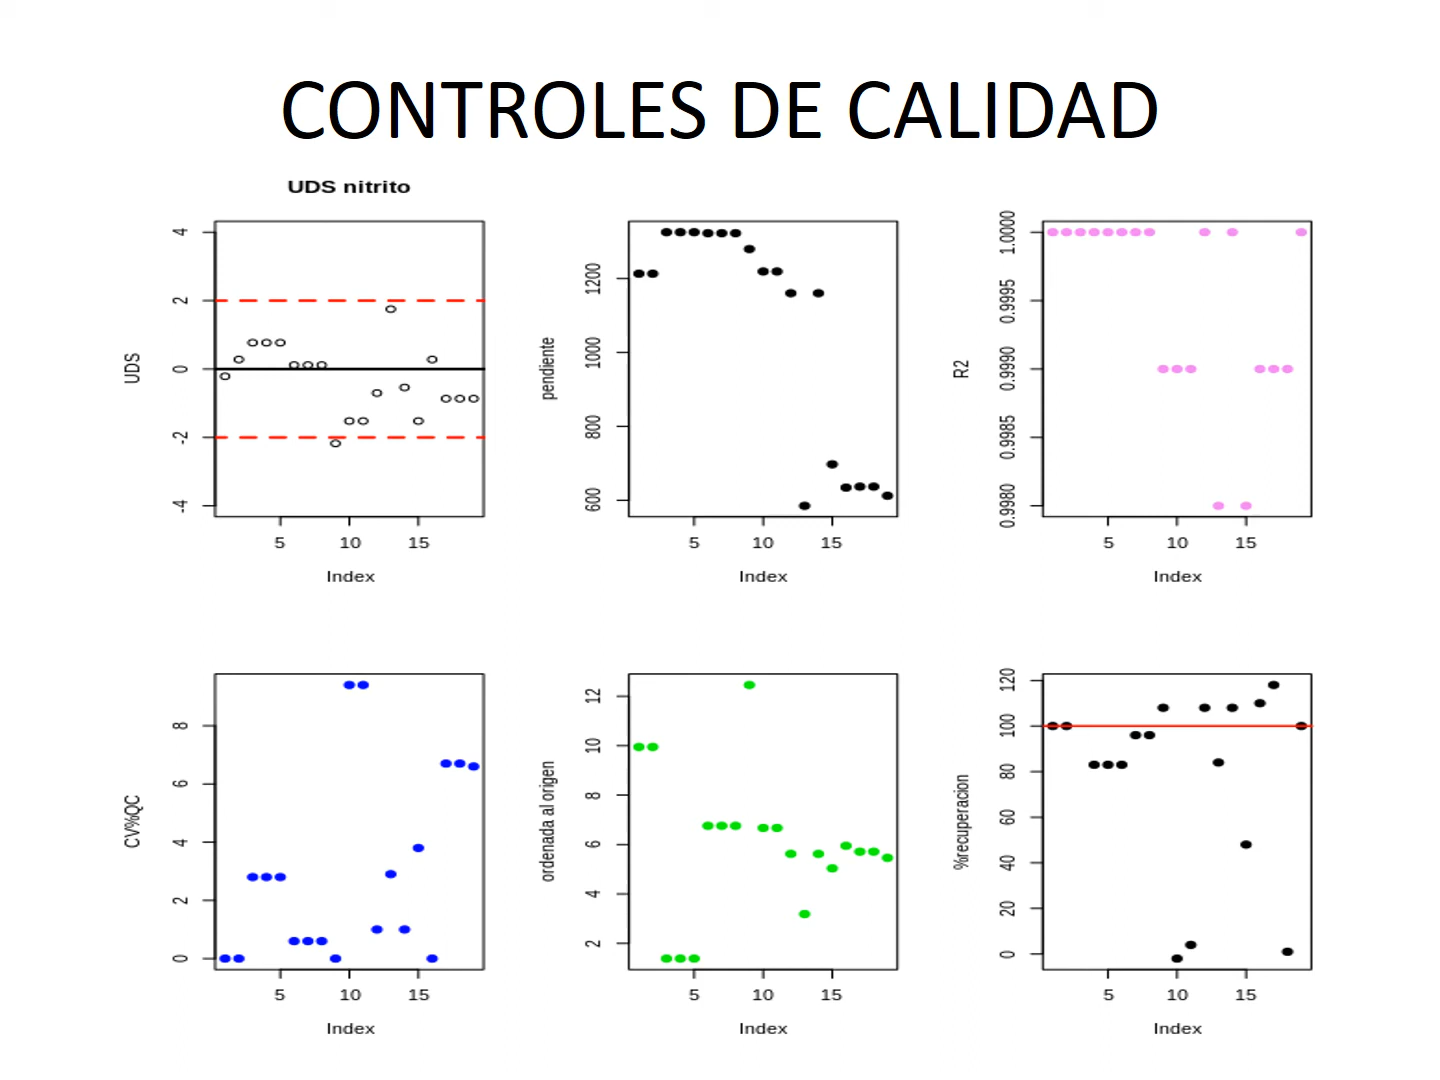 CONTROLES DE CALIDAD
UDS nitrito
UDS
4
2
0
-2
-4
5 10 15
Index
pendiente
1200
1000
800
600
5 10 15
Index
R2
1.0000
0.9995
0.9990
0.9985
0.9980
5 10 15
Index
CV%QC
8
6
4
2
0
5 10 15
Index
ordenada al origen
12
10
8
6
4
2
5 10 15
Index
%recuperacion
120
100
80
60
40
20
0
5 10 15
Index